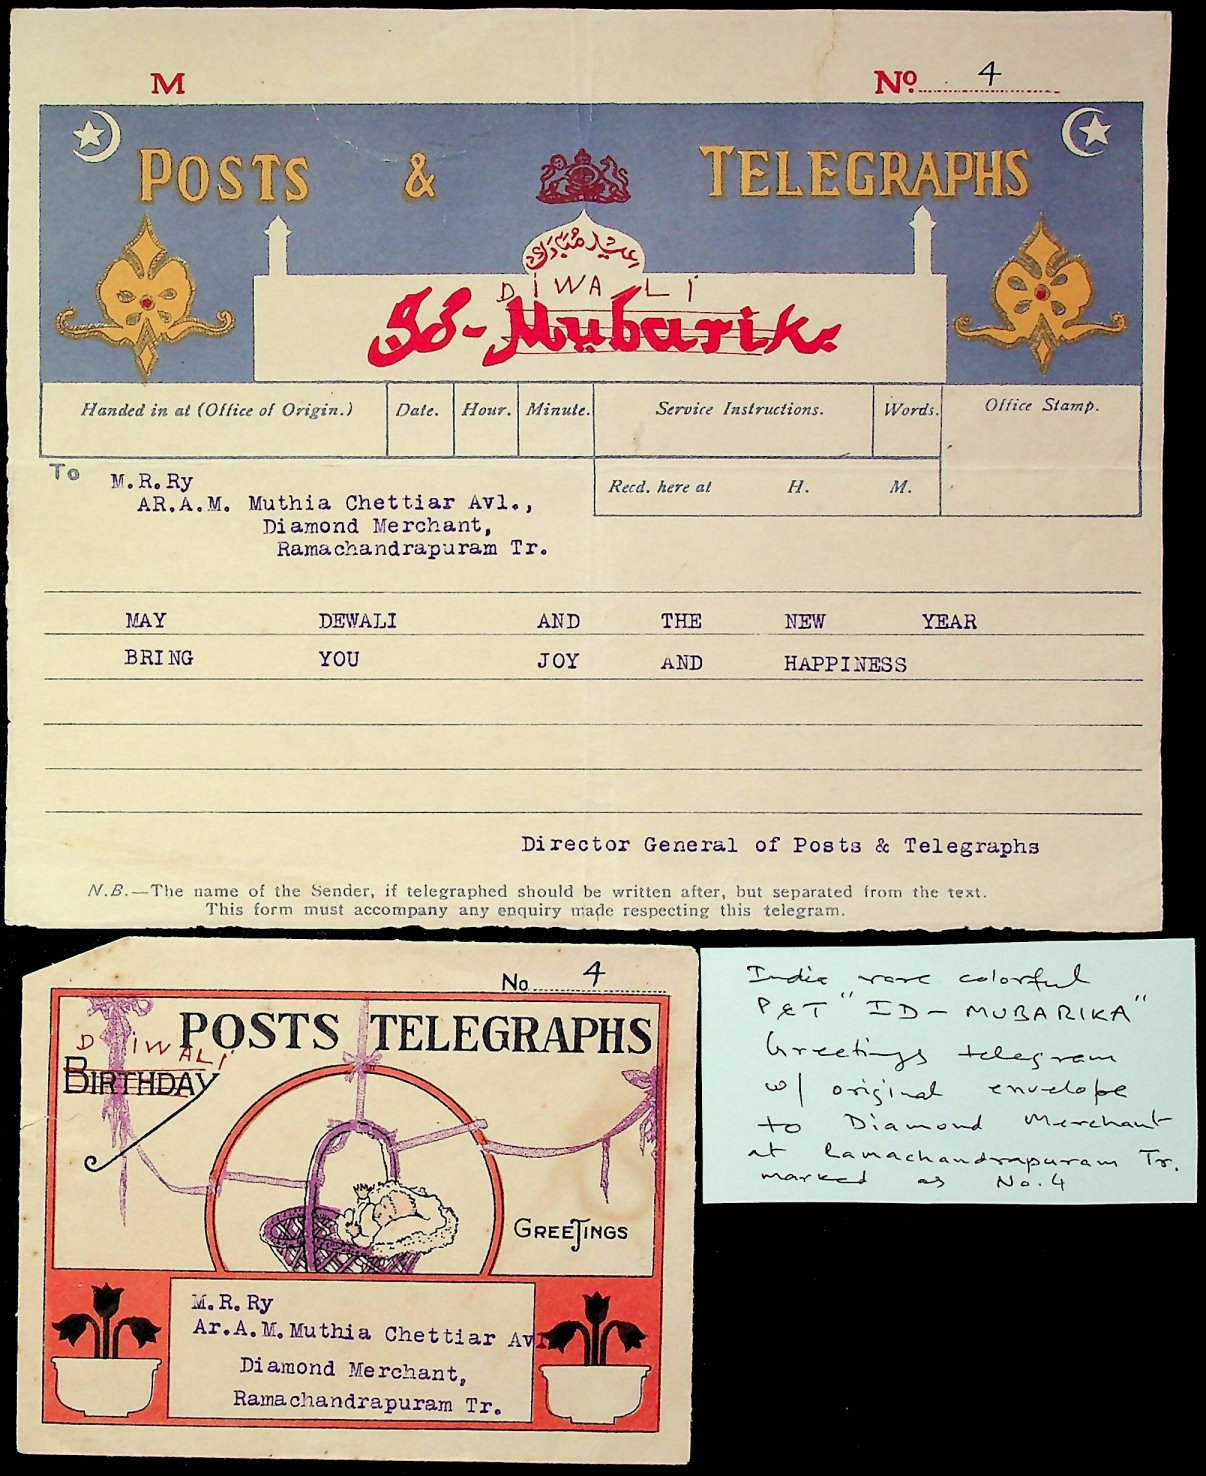 M
No. 4
POSTS & TELEGRAPHS
عید مُبَارَک
DIWALI
Id-Mubarik.
Handed in at (Office of Origin.) Date. Hour. Minute. Service Instructions. Words. Office Stamp.
Recd. here at H. M.
To M.R.Ry
AR.A.M. Muthia Chettiar Avl.,
Diamond Merchant,
Ramachandrapuram Tr.
MAY DEWALI AND THE NEW YEAR
BRING YOU JOY AND HAPPINESS
Director General of Posts & Telegraphs
N.B.—The name of the Sender, if telegraphed should be written after, but separated from the text.
This form must accompany any enquiry made respecting this telegram.
No. 4
POSTS TELEGRAPHS
DIWALI
BIRTHDAY
GREETINGS
M.R.Ry
Ar.A.M.Muthia Chettiar Avl
Diamond Merchant,
Ramachandrapuram Tr.
India rare colorful
P&T "ID-MUBARIKA"
Greetings telegram
w/ original envelope
to Diamond Merchant
at Ramachandrapuram Tr.
marked as No.4